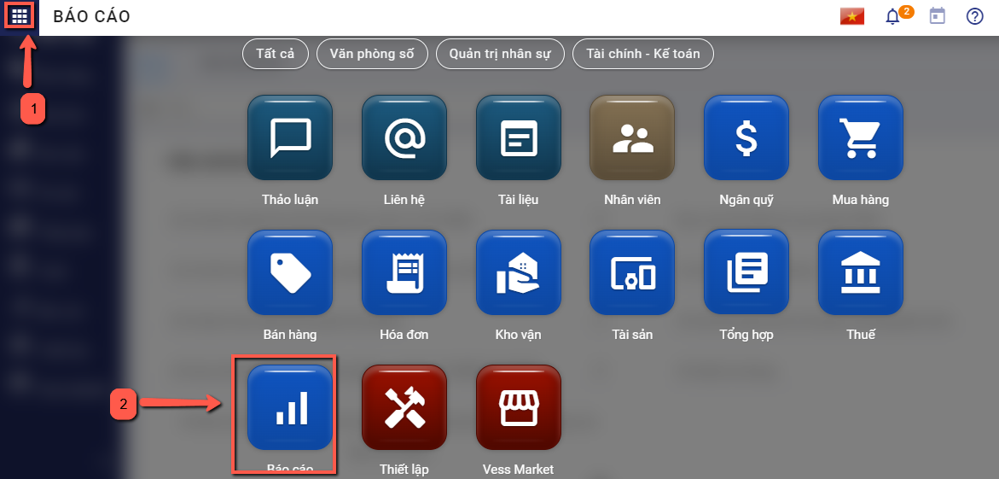 BÁO CÁO
2
Tất cả
Văn phòng số
Quản trị nhân sự
Tài chính - Kế toán
1
Thảo luận
Liên hệ
Tài liệu
Nhân viên
Ngân quỹ
Mua hàng
Bán hàng
Hóa đơn
Kho vận
Tài sản
Tổng hợp
Thuế
2
Báo cáo
Thiết lập
Vess Market